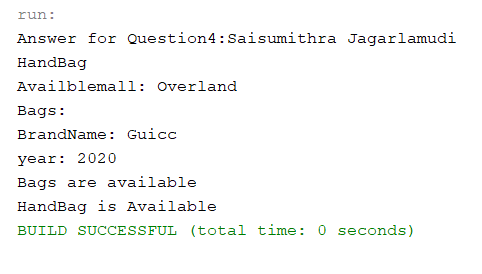 run:
Answer for Question4:Saisumithra Jagarlamudi
HandBag
Availblemall: Overland
Bags:
BrandName: Guicc
year: 2020
Bags are available
HandBag is Available
BUILD SUCCESSFUL (total time: 0 seconds)